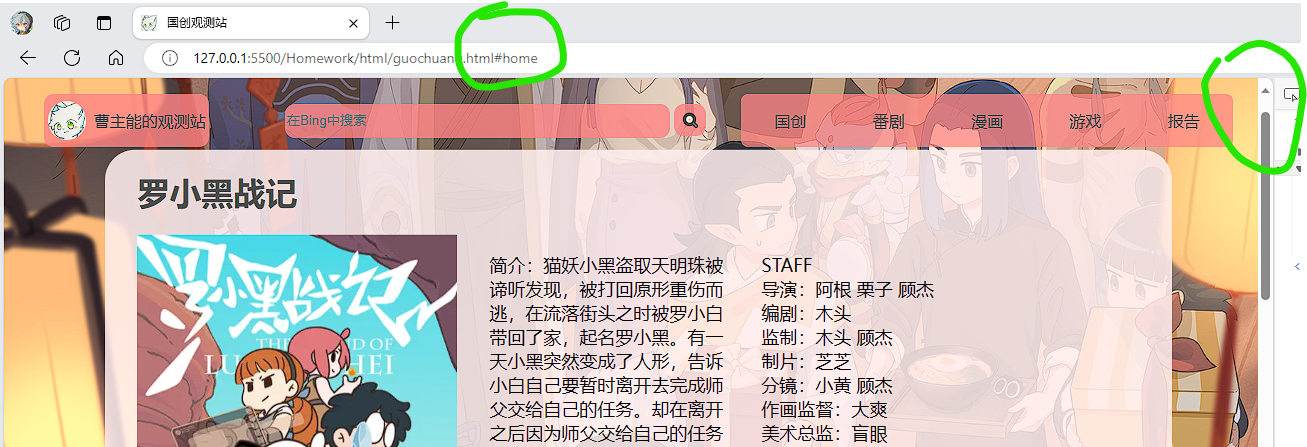 国创观测站
127.0.0.1:5500/Homework/html/guochuang.html#home
曹主能的观测站
在Bing中搜索
国创 番剧 漫画 游戏 报告
罗小黑战记
罗小黑战记
THE LEGEND OF
LUO XIAO HEI
简介：猫妖小黑盗取天明珠被
谛听发现，被打回原形重伤而
逃，在流落街头之时被罗小白
带回了家，起名罗小黑。有一
天小黑突然变成了人形，告诉
小白自己要暂时离开去完成师
父交给自己的任务。却在离开
之后因为师父交给自己的任务
STAFF
导演：阿根 栗子 顾杰
编剧：木头
监制：木头 顾杰
制片：芝芝
分镜：小黄 顾杰
作画监督：大爽
美术总监：盲眼